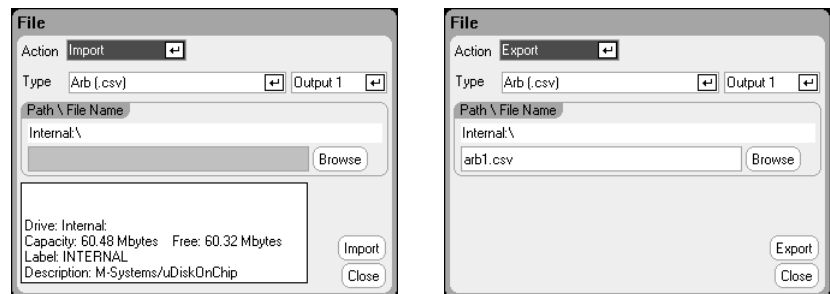 File
Action Import
Type Arb (.csv) Output 1
Path \ File Name
Internal:\
Browse
Drive: Internal:
Capacity: 60.48 Mbytes Free: 60.32 Mbytes
Label: INTERNAL
Description: M-Systems/uDiskOnChip
Import
Close
File
Action Export
Type Arb (.csv) Output 1
Path \ File Name
Internal:\
arb1.csv Browse
Export
Close